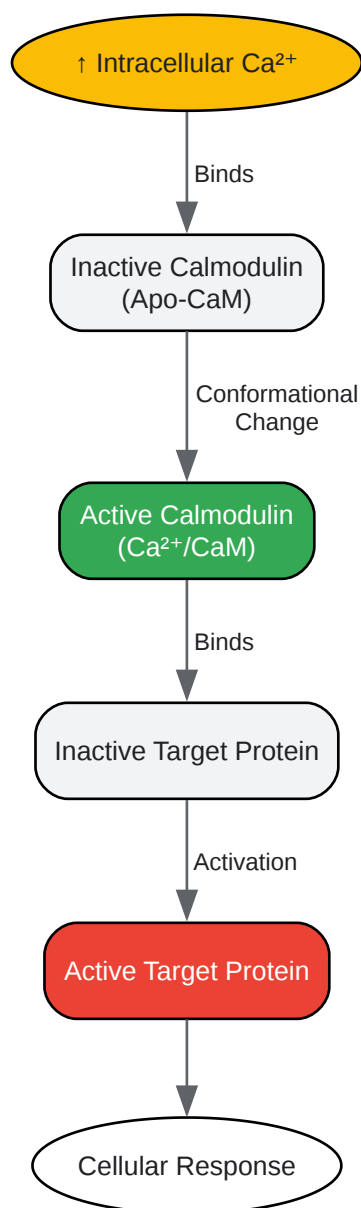 ↑ Intracellular Ca²⁺
Binds
Inactive Calmodulin
(Apo-CaM)
Conformational
Change
Active Calmodulin
(Ca²⁺/CaM)
Binds
Inactive Target Protein
Activation
Active Target Protein
Cellular Response